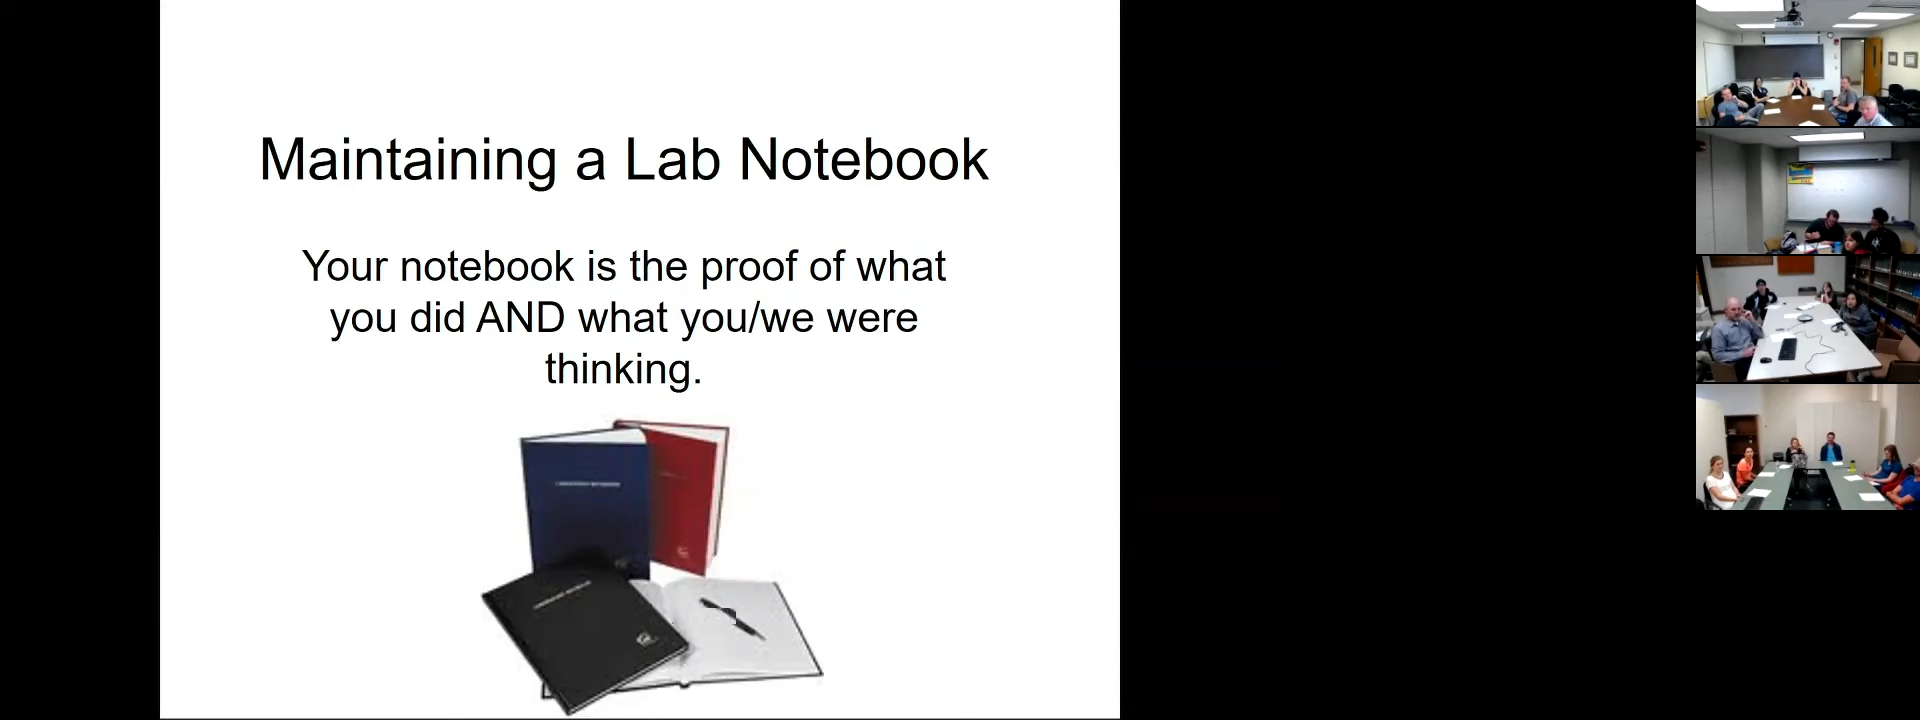 Maintaining a Lab Notebook
Your notebook is the proof of what
you did AND what you/we were
thinking.